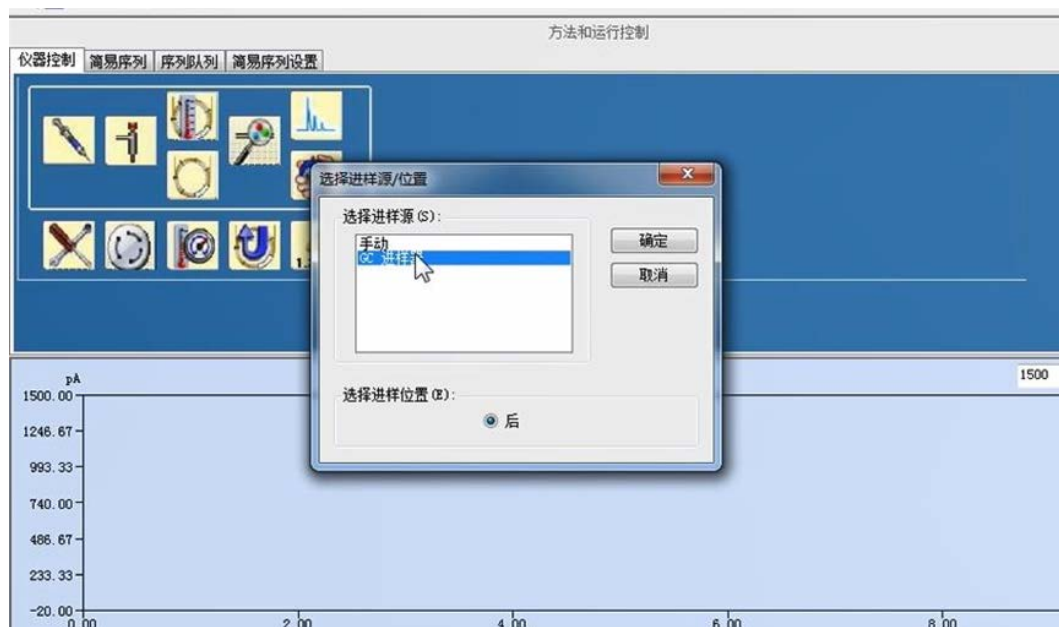 方法和运行控制
仪器控制 简易序列 序列队列 简易序列设置
选择进样源/位置
选择进样源(S):
手动
GC 进样
确定
取消
选择进样位置(E):
后
pA
1500
1500.00
1246.67
993.33
740.00
486.67
233.33
-20.00
0.00 2.00 4.00 6.00 8.00